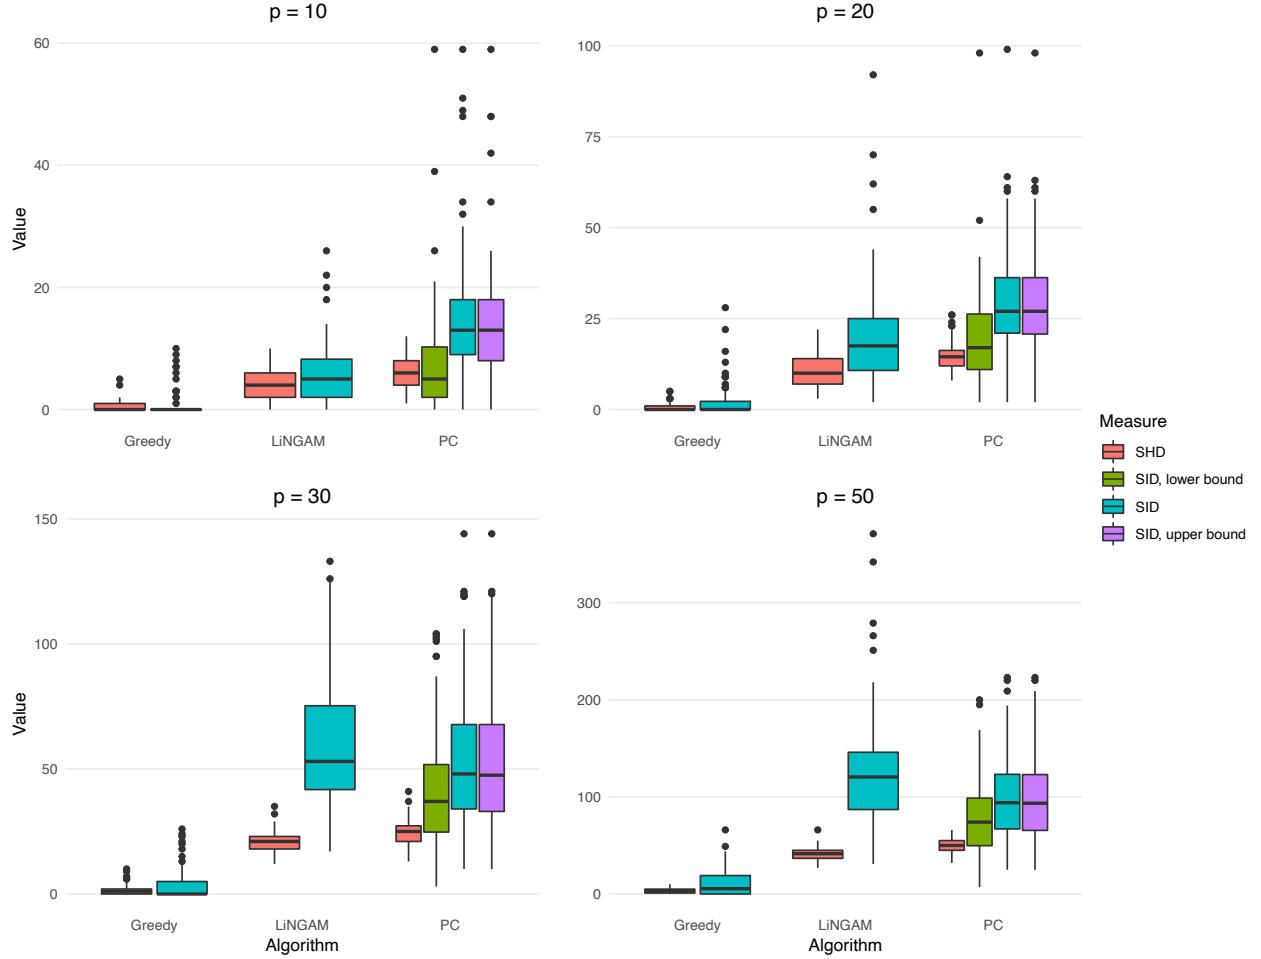 p = 10
60
40
20
0
Value
Greedy
LiNGAM
PC
p = 20
100
75
50
25
0
Greedy
LiNGAM
PC
p = 30
150
100
50
0
Value
Greedy
LiNGAM
PC
Algorithm
p = 50
300
200
100
0
Greedy
LiNGAM
PC
Algorithm
Measure
SHD
SID, lower bound
SID
SID, upper bound